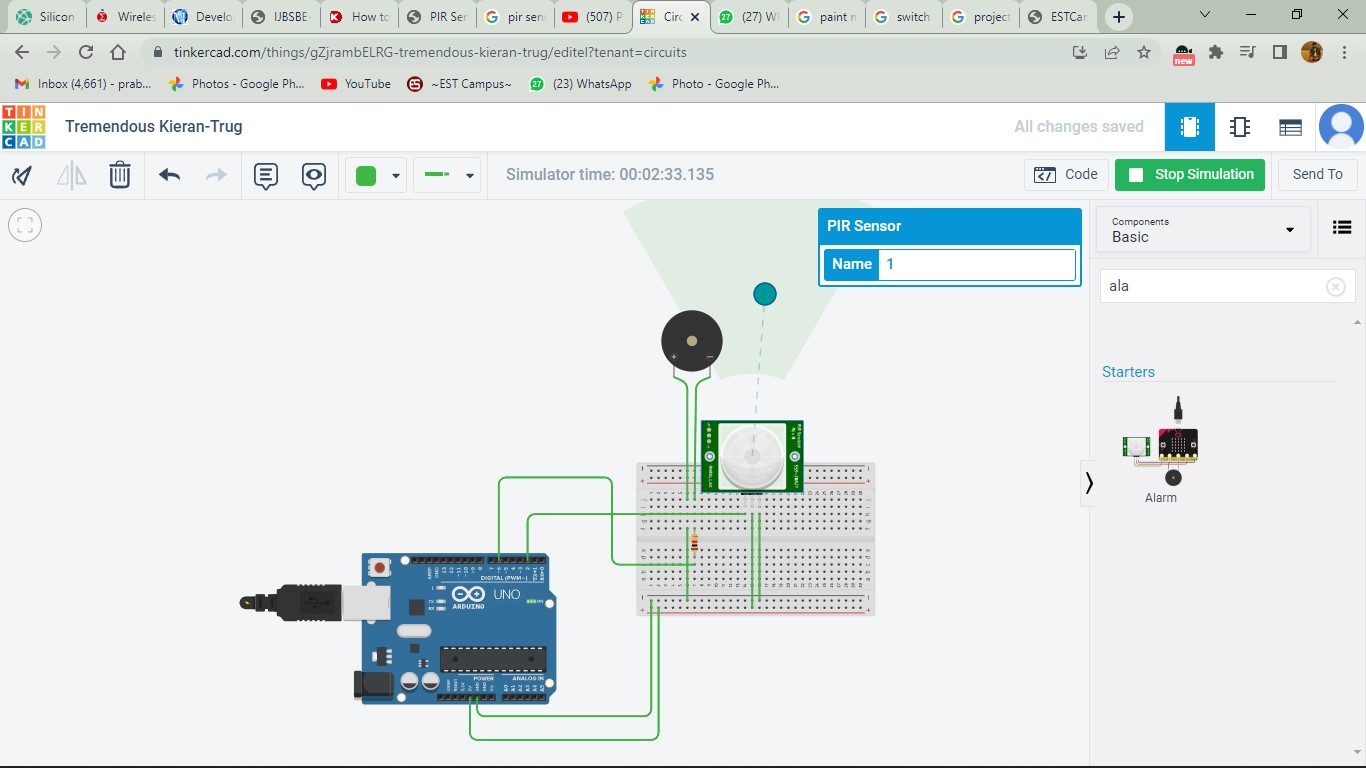 Silicon
Wireles
Develo
IJBSBE-
How to
PIR Ser
pir sen
(507) P
Circ
(27) W
paint n
switch
project
ESTCar
tinkercad.com/things/gZjrambELRG-tremendous-kieran-trug/editel?tenant=circuits
new
Inbox (4,661) - prab...
Photos - Google Ph...
YouTube
~EST Campus~
27
(23) WhatsApp
Photo - Google Ph...
TIN
KER
CAD
Tremendous Kieran-Trug
All changes saved
Simulator time: 00:02:33.135
Code
Stop Simulation
Send To
PIR Sensor
Name 1
Components
Basic
ala
Starters
Alarm
DIGITAL (PWM~)
UNO
ARDUINO
POWER
ANALOG IN